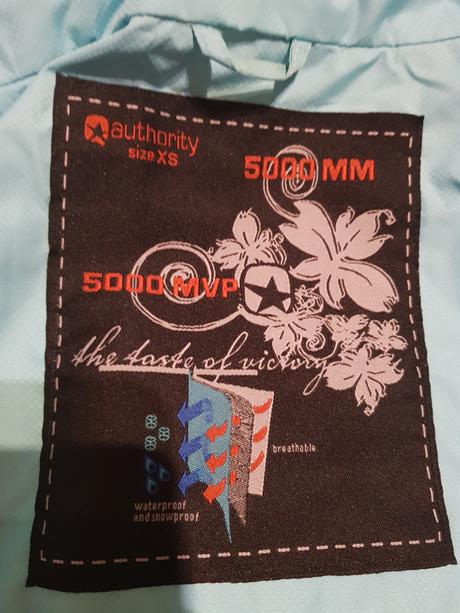 authority
size XS
5000 MM
5000 MVP
the taste of victory
breathable
waterproof
and snowproof